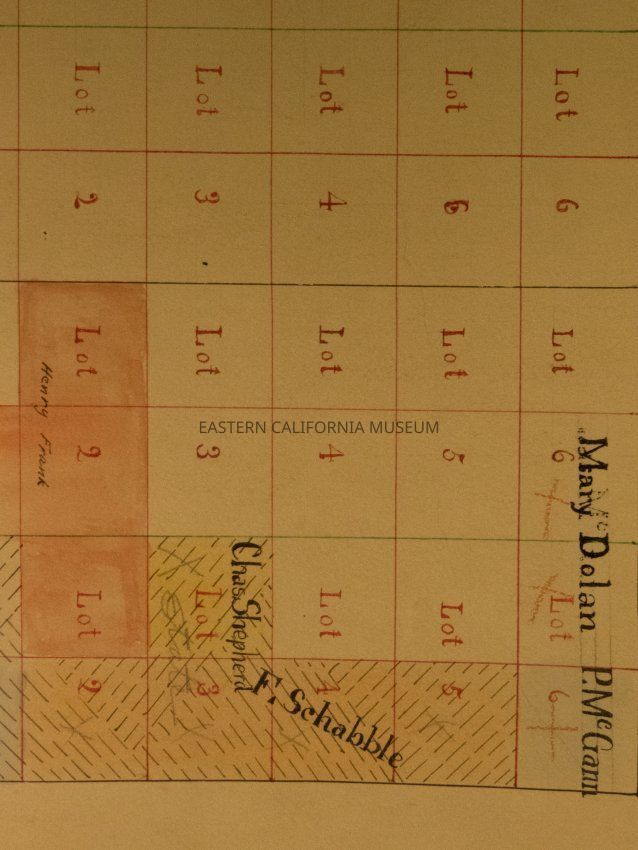 Lot 6
Lot 6
Lot 4
Lot 3
Lot 2
Lot 6
Lot 5
Lot 4
Lot 3
Lot 2
Henry Frank
EASTERN CALIFORNIA MUSEUM
Mary McDolan P. McGann
Lot 6
Lot 5
Lot 4
Lot 3
Lot 2
Chas. Shepherd
F. Schabble